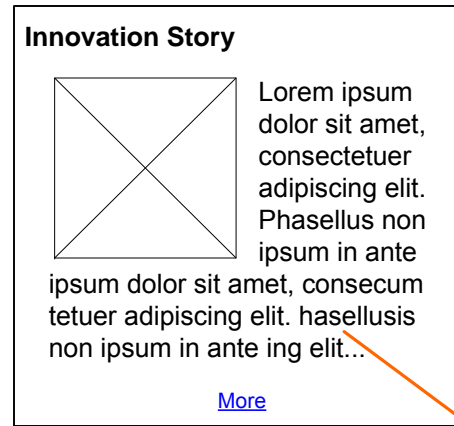 Innovation Story
Lorem ipsum
dolor sit amet,
consectetuer
adipiscing elit.
Phasellus non
ipsum in ante
ipsum dolor sit amet, consecum
tetuer adipiscing elit. hasellusis
non ipsum in ante ing elit...
More